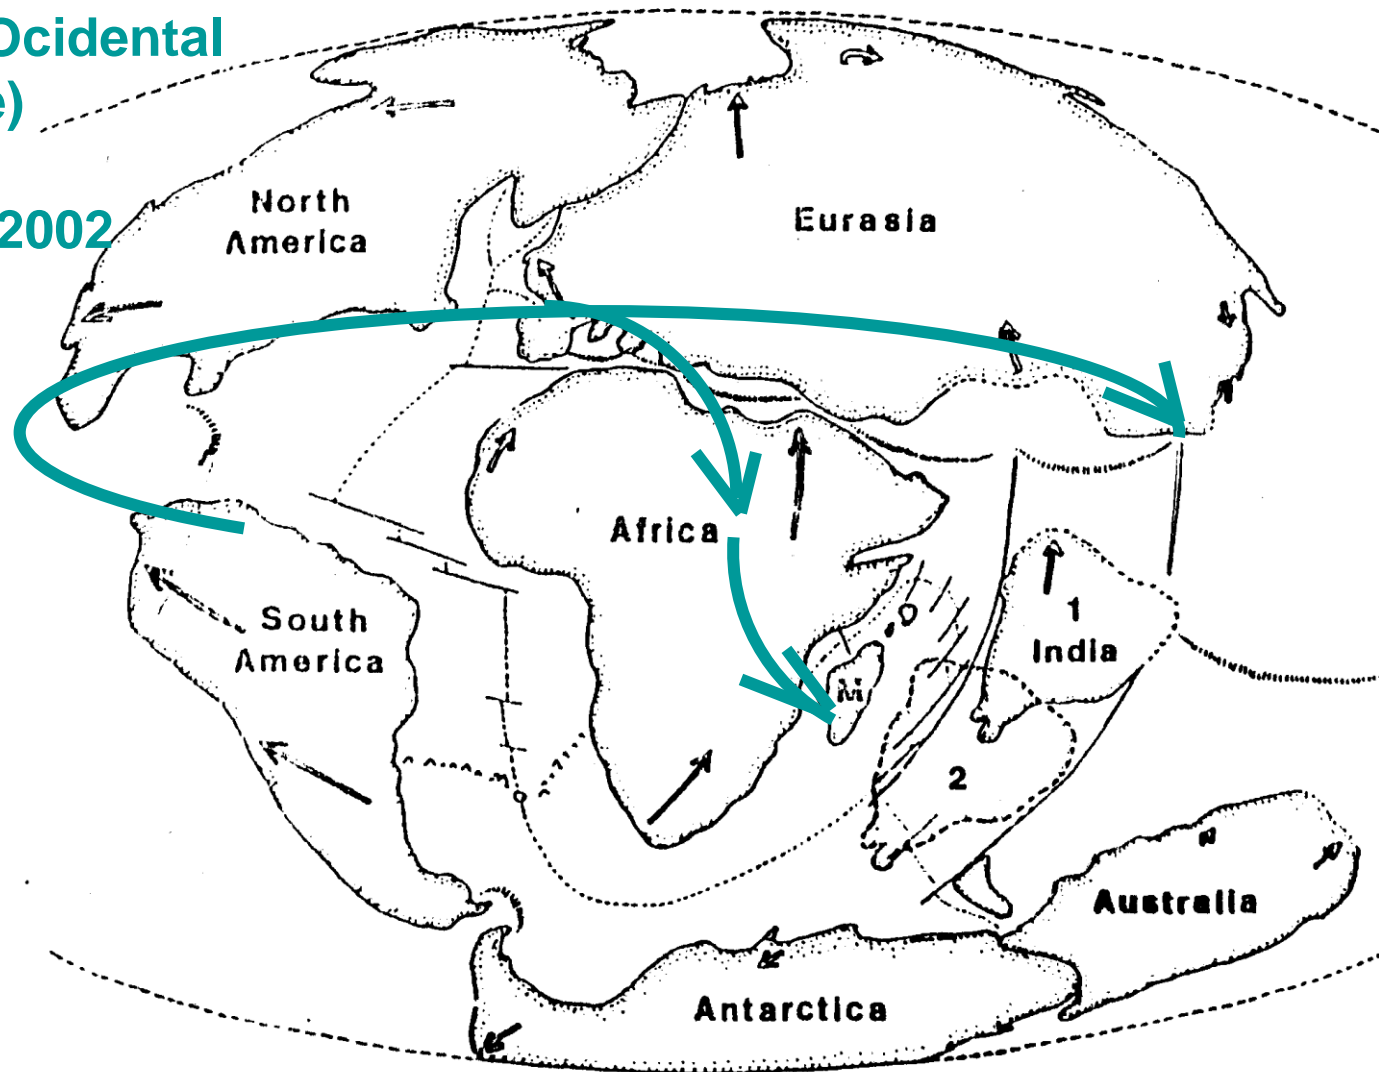 Ocidental
e)
2002
North
America
Eurasia
Africa
South
America
1
India
M
2
Australia
Antarctica